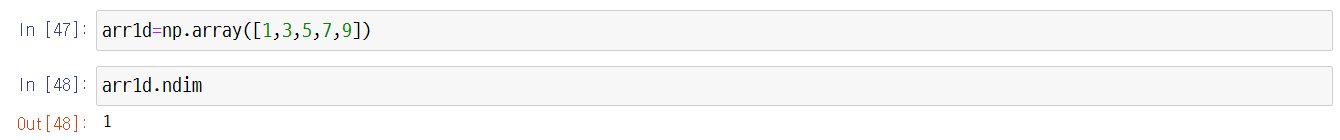 In [47]: arr1d=np.array([1,3,5,7,9])
In [48]: arr1d.ndim
Out[48]: 1